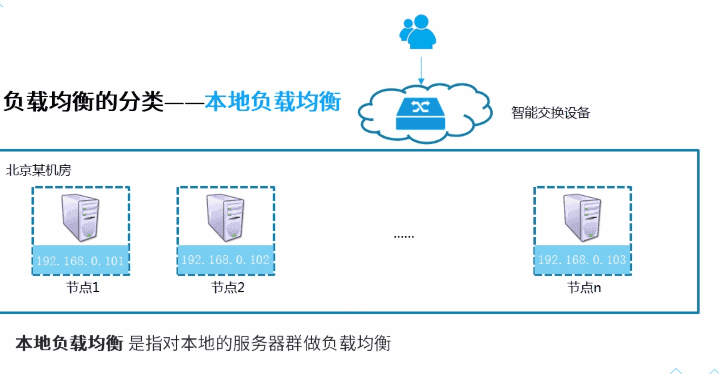 负载均衡的分类——本地负载均衡
智能交换设备
北京某机房
192.168.0.101
192.168.0.102
......
192.168.0.103
节点1
节点2
节点n
本地负载均衡 是指对本地的服务器群做负载均衡